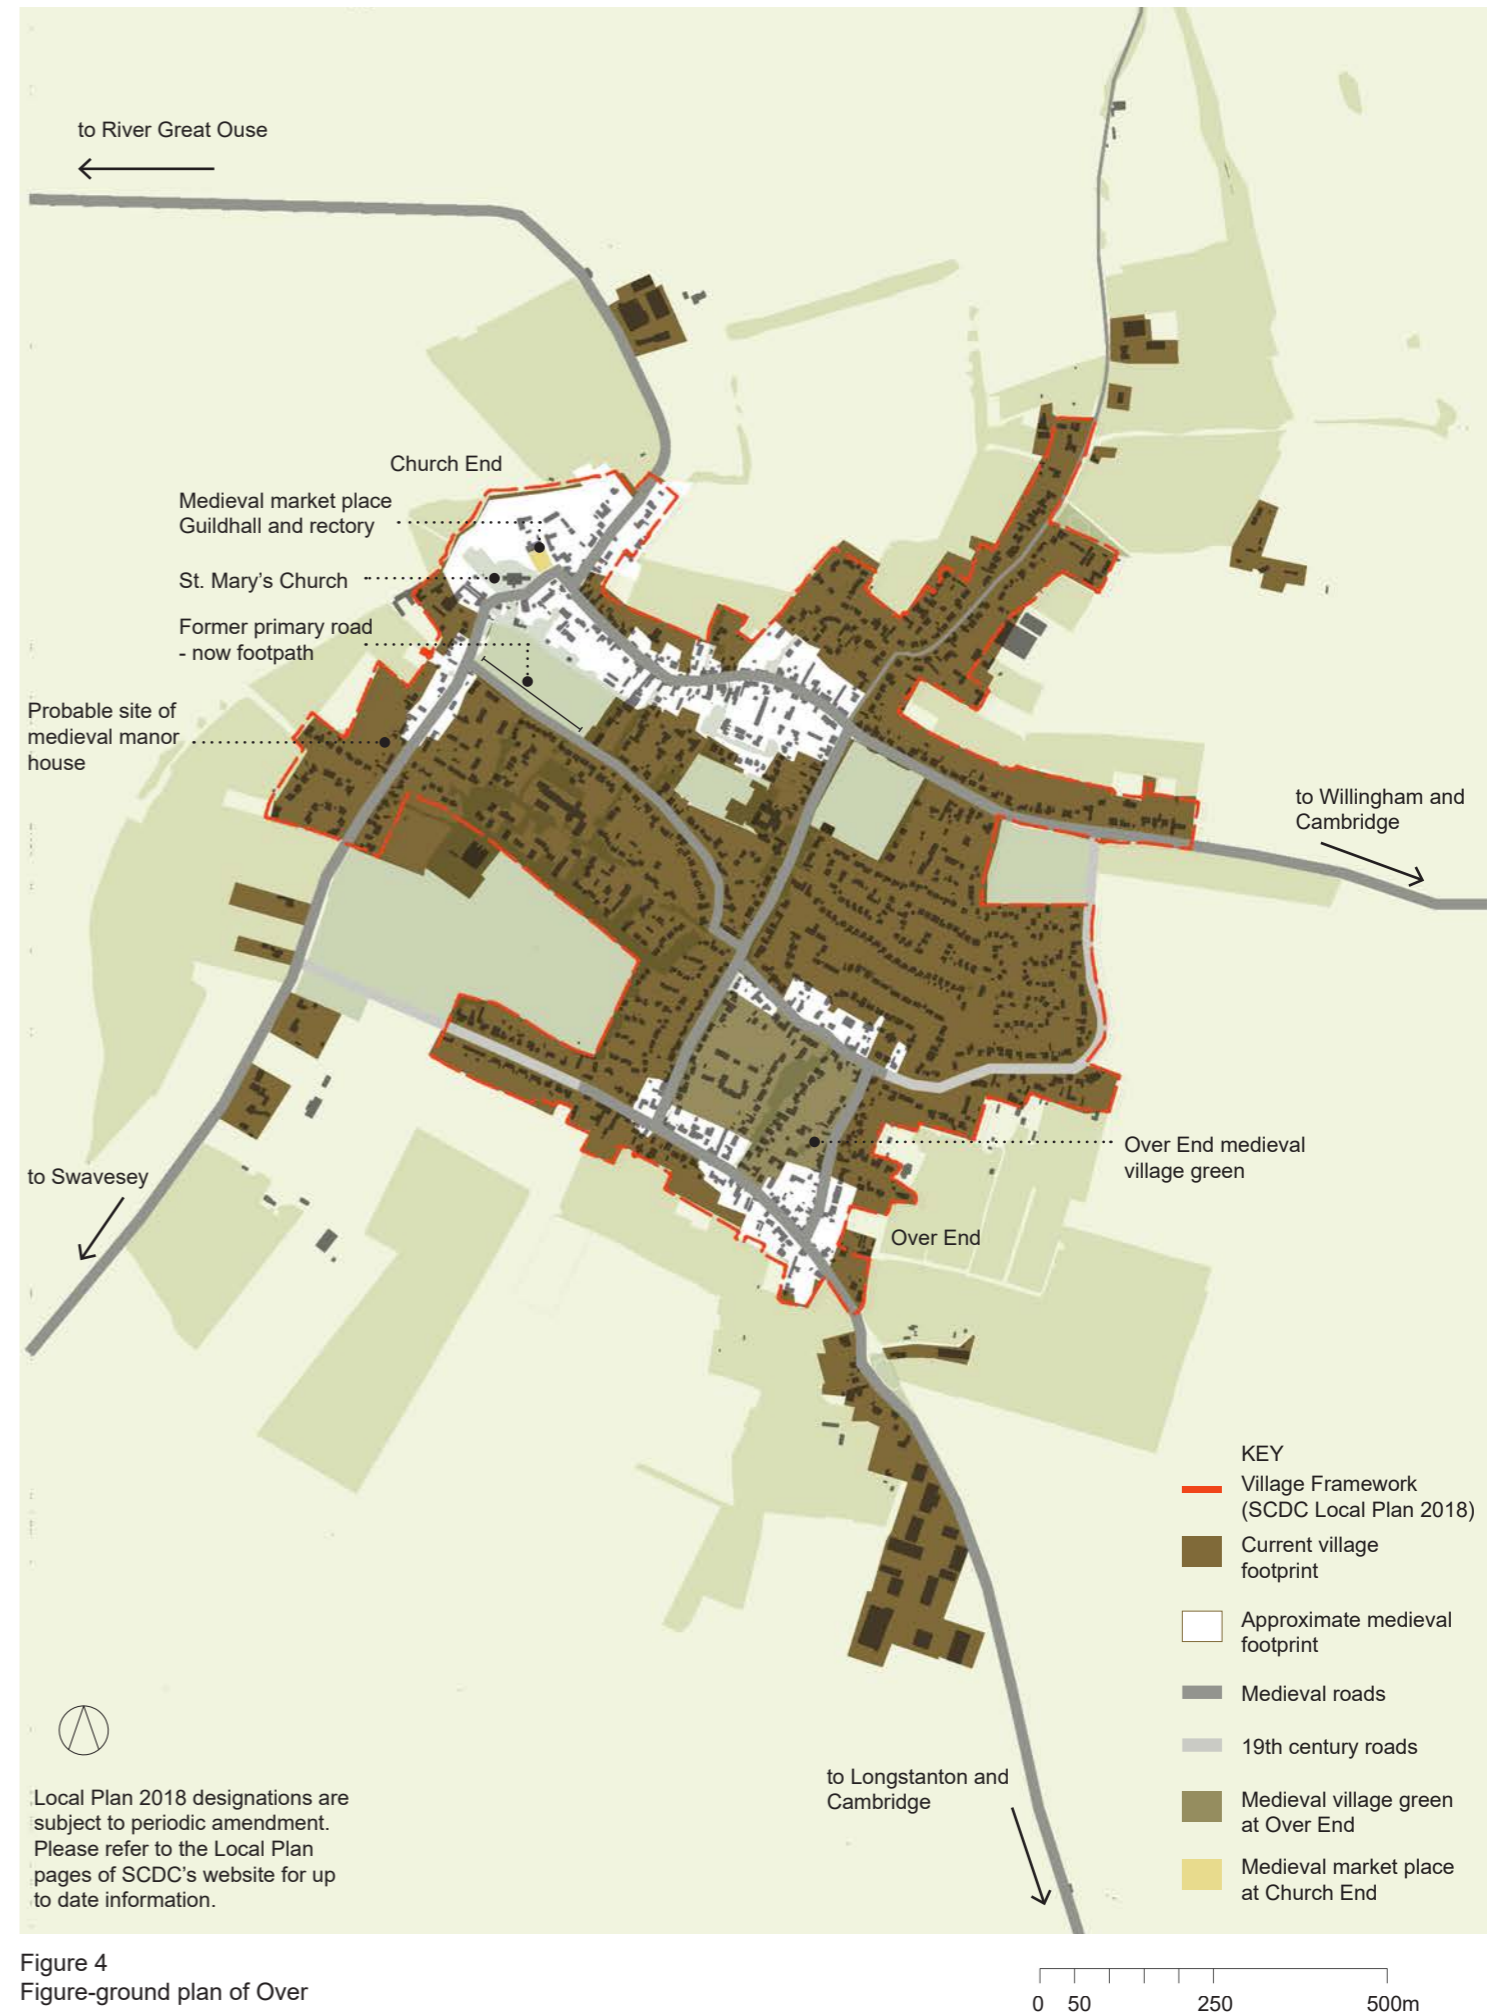 to River Great Ouse
Church End
Medieval market place
Guildhall and rectory
St. Mary's Church
Former primary road
- now footpath
Probable site of
medieval manor
house
to Willingham and
Cambridge
Over End medieval
village green
to Swavesey
Over End
KEY
Village Framework
(SCDC Local Plan 2018)
Current village
footprint
Approximate medieval
footprint
Medieval roads
19th century roads
Medieval village green
at Over End
Medieval market place
at Church End
to Longstanton and
Cambridge
Local Plan 2018 designations are
subject to periodic amendment.
Please refer to the Local Plan
pages of SCDC's website for up
to date information.
Figure 4
Figure-ground plan of Over
0 50 250 500m